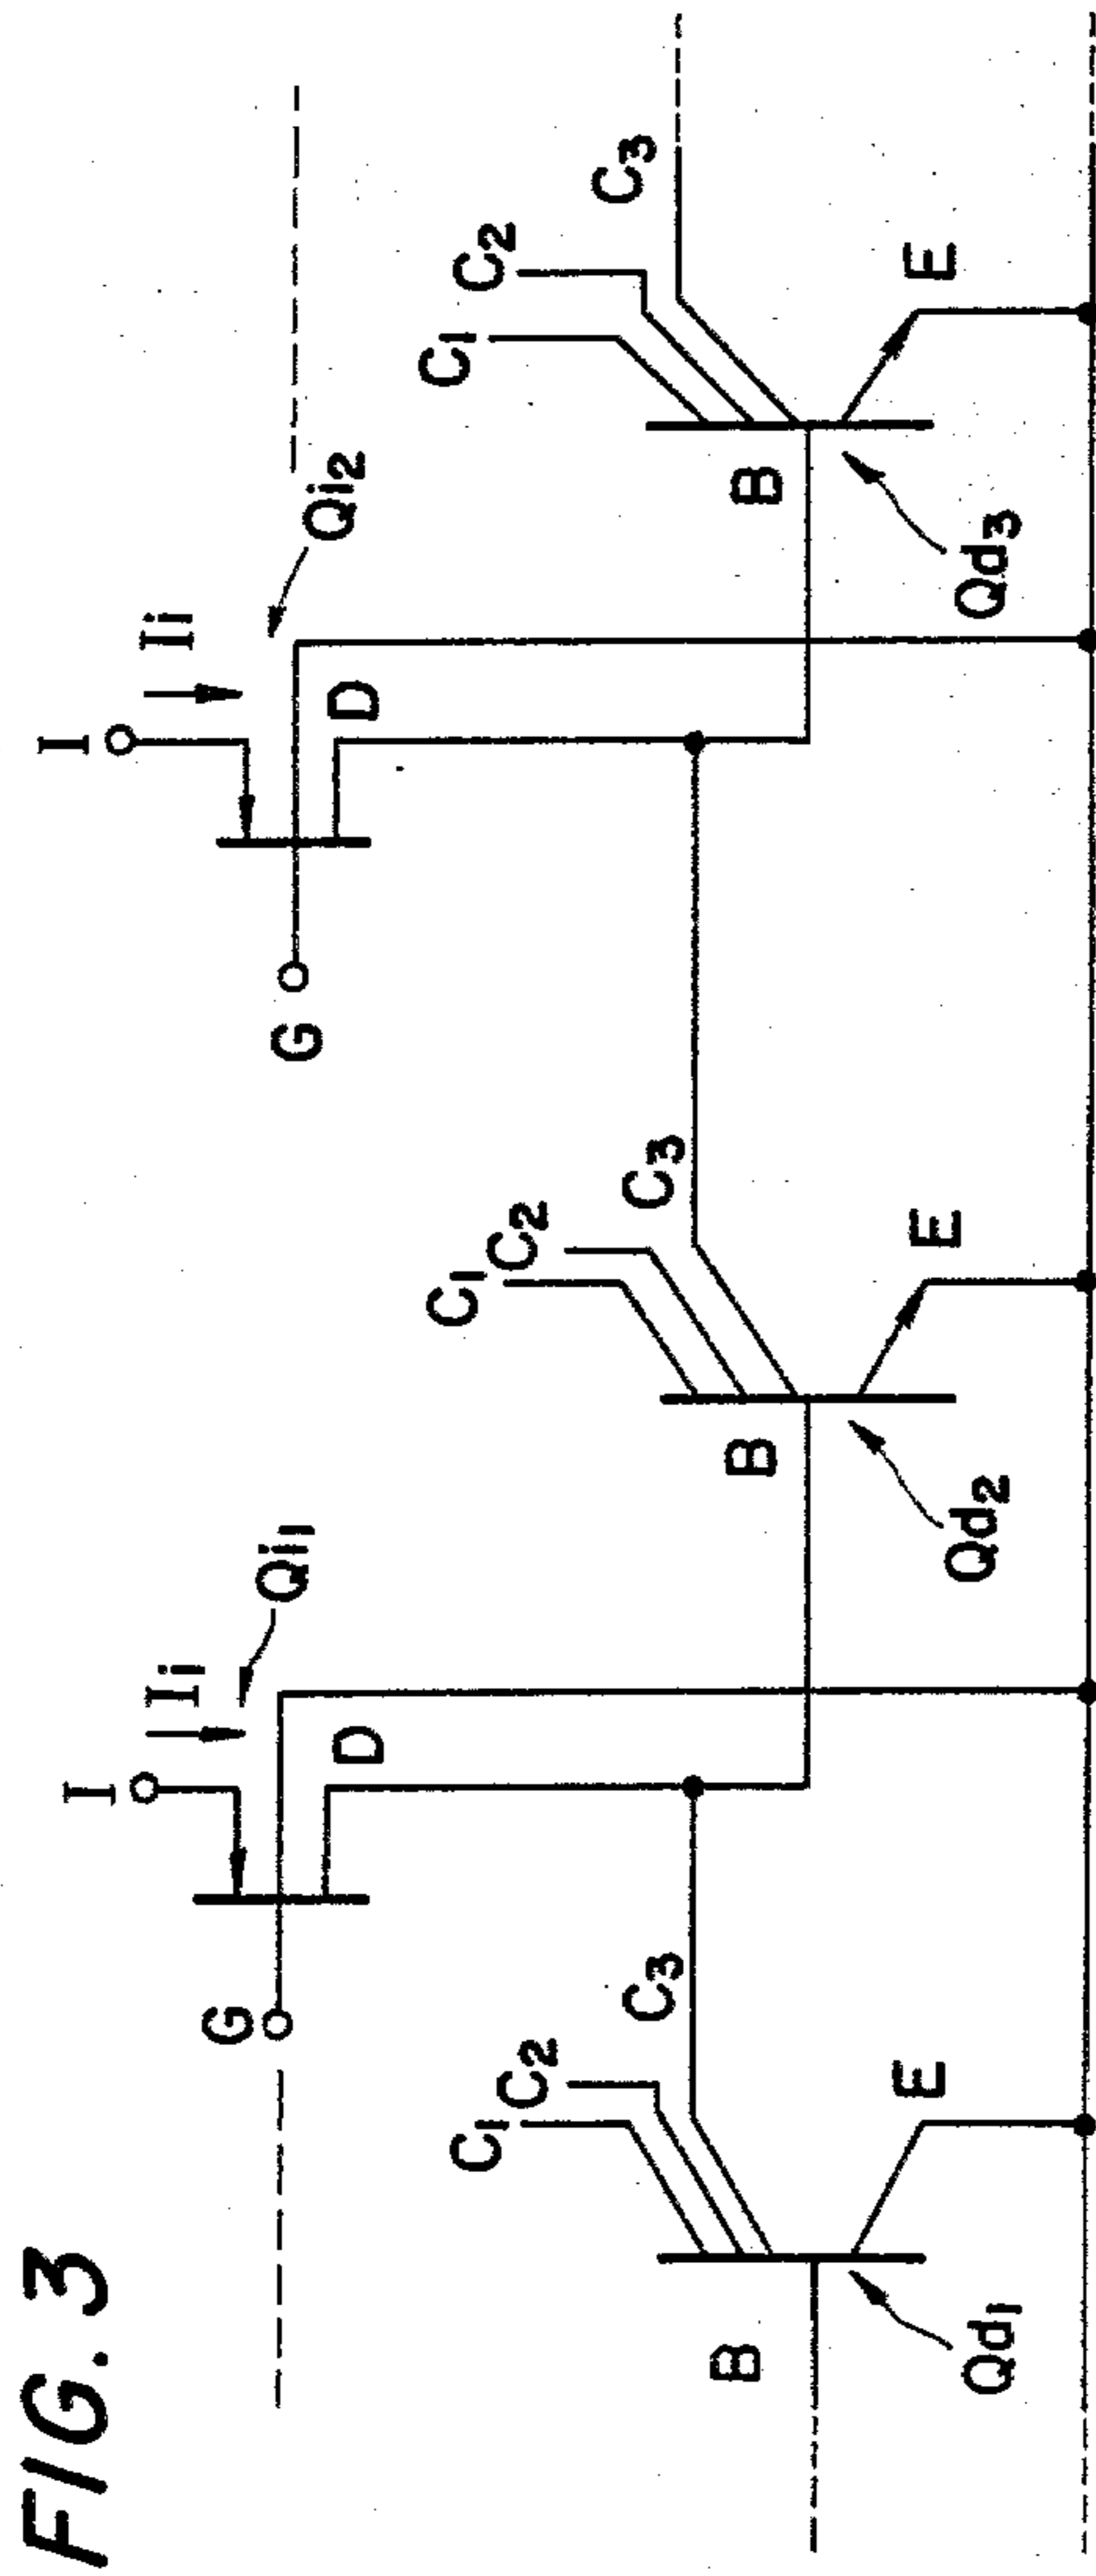 FIG. 3
I Ii Qi1 I Ii Qi2
G D G D
C1 C2 C3 C1 C2 C3 C1 C2 C3
B B B
E E E
Qd1 Qd2 Qd3